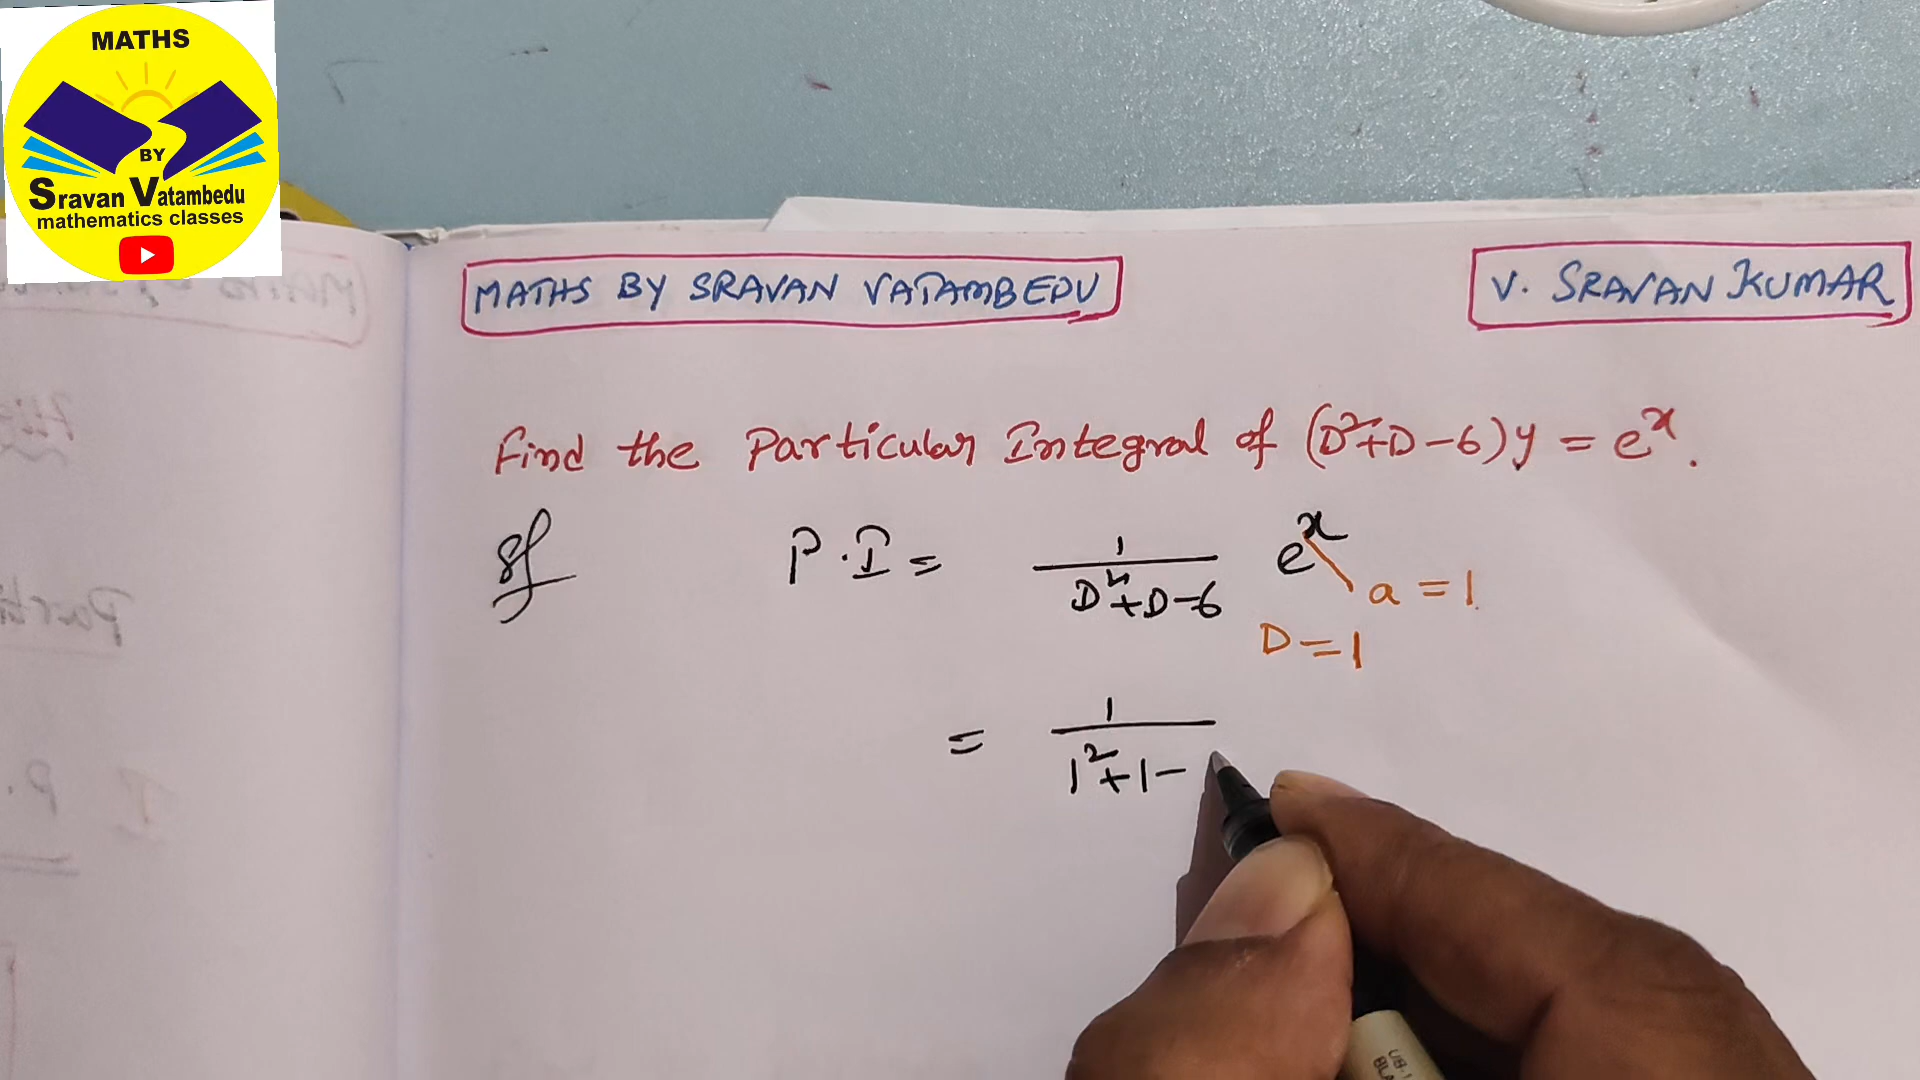 MATHS
BY
Sravan Vatambedu
mathematics classes
MATHS BY SRAVAN VATAMBEDU
V. SRAVAN KUMAR
Find the Particular Integral of (D²+D-6)y = eˣ.
Sol
P.I = 1/(D²+D-6) eˣ
a = 1
D = 1
= 1/(1²+1-